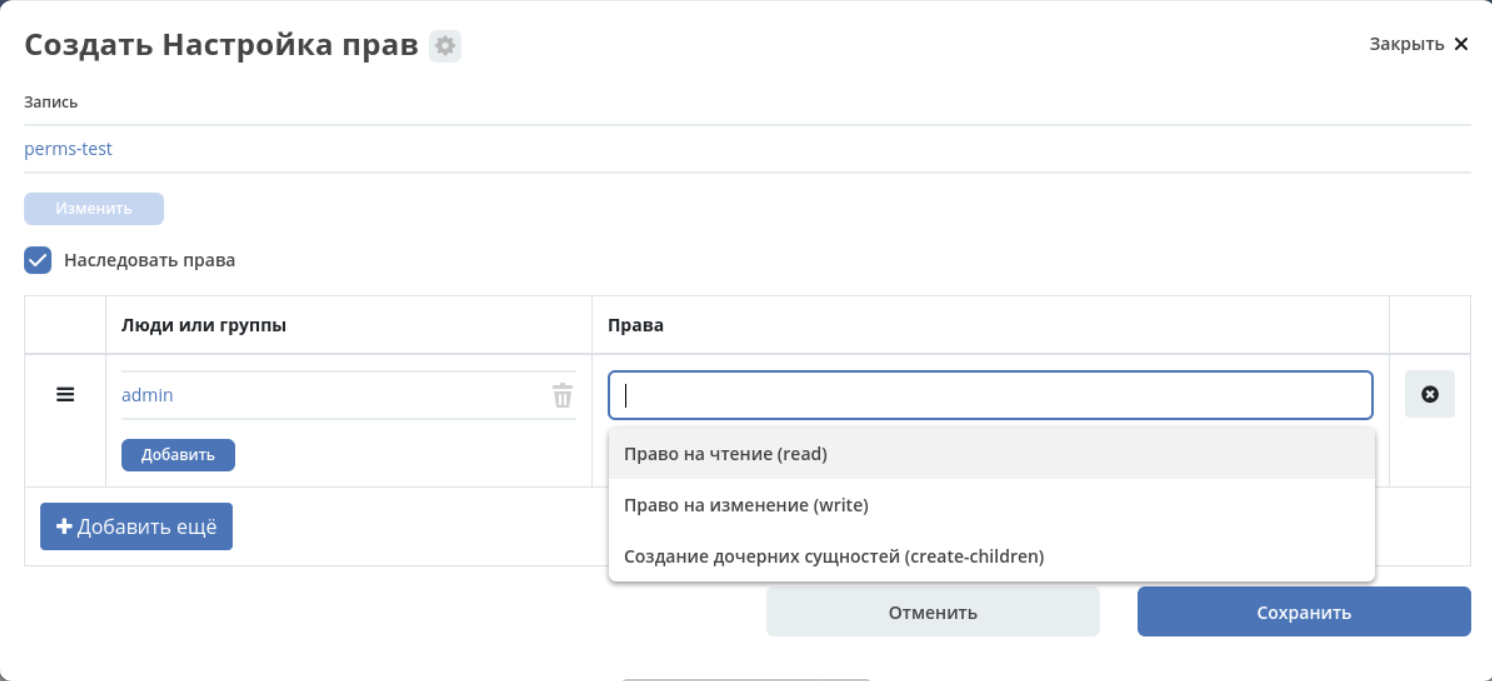 Создать Настройка прав
Закрыть
Запись
perms-test
Изменить
Наследовать права
Люди или группы
Права
admin
Добавить
Право на чтение (read)
Право на изменение (write)
Создание дочерних сущностей (create-children)
Добавить ещё
Отменить
Сохранить